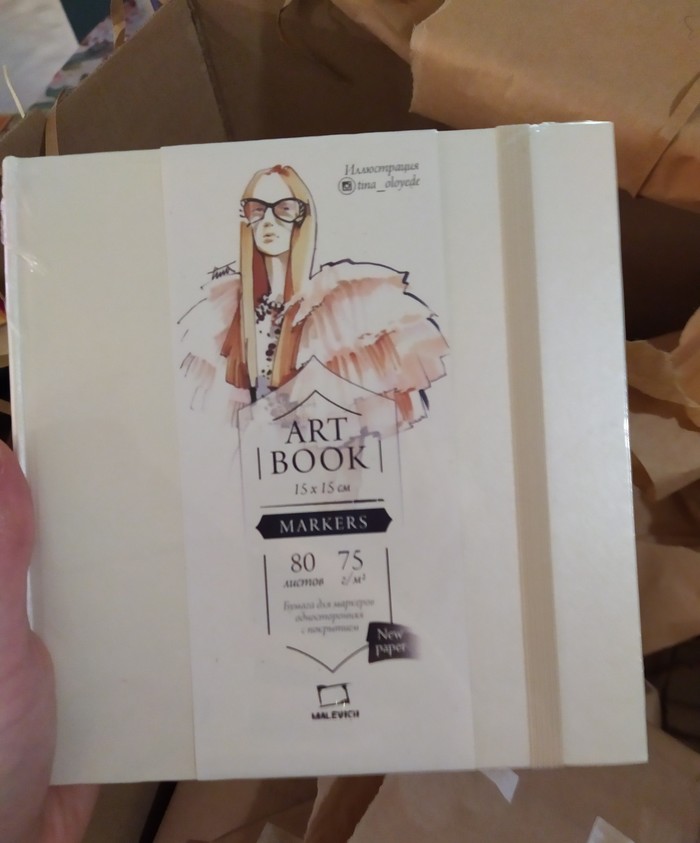 Иллюстрация
@tina_oloyede
ART
BOOK
15 x 15 см
MARKERS
80 75
листов г/м²
Бумага для маркеров
односторонняя
с покрытием
New
paper
MALEVICH